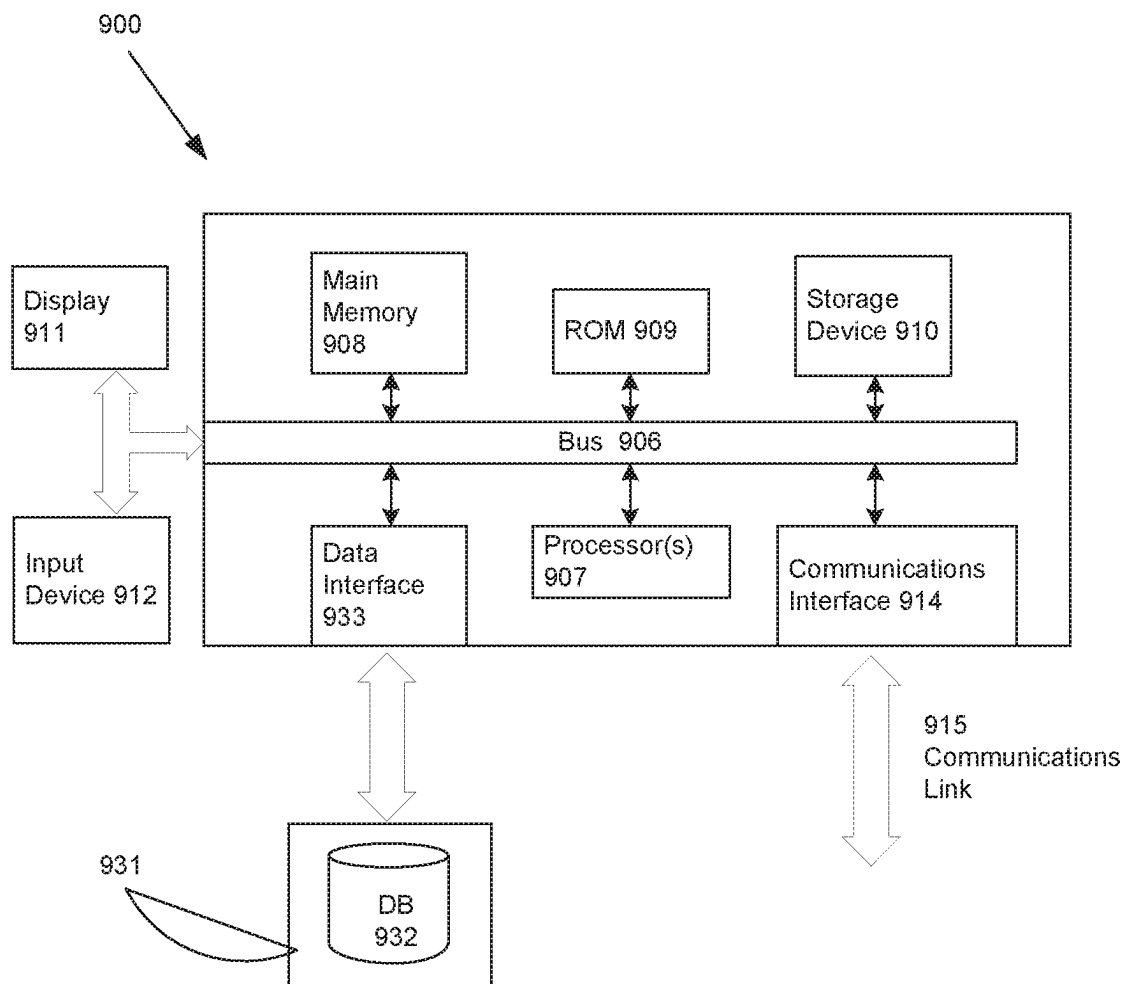 900
Display
911
Main
Memory
908
ROM 909
Storage
Device 910
Bus 906
Input
Device 912
Data
Interface
933
Processor(s)
907
Communications
Interface 914
915
Communications
Link
931
DB
932